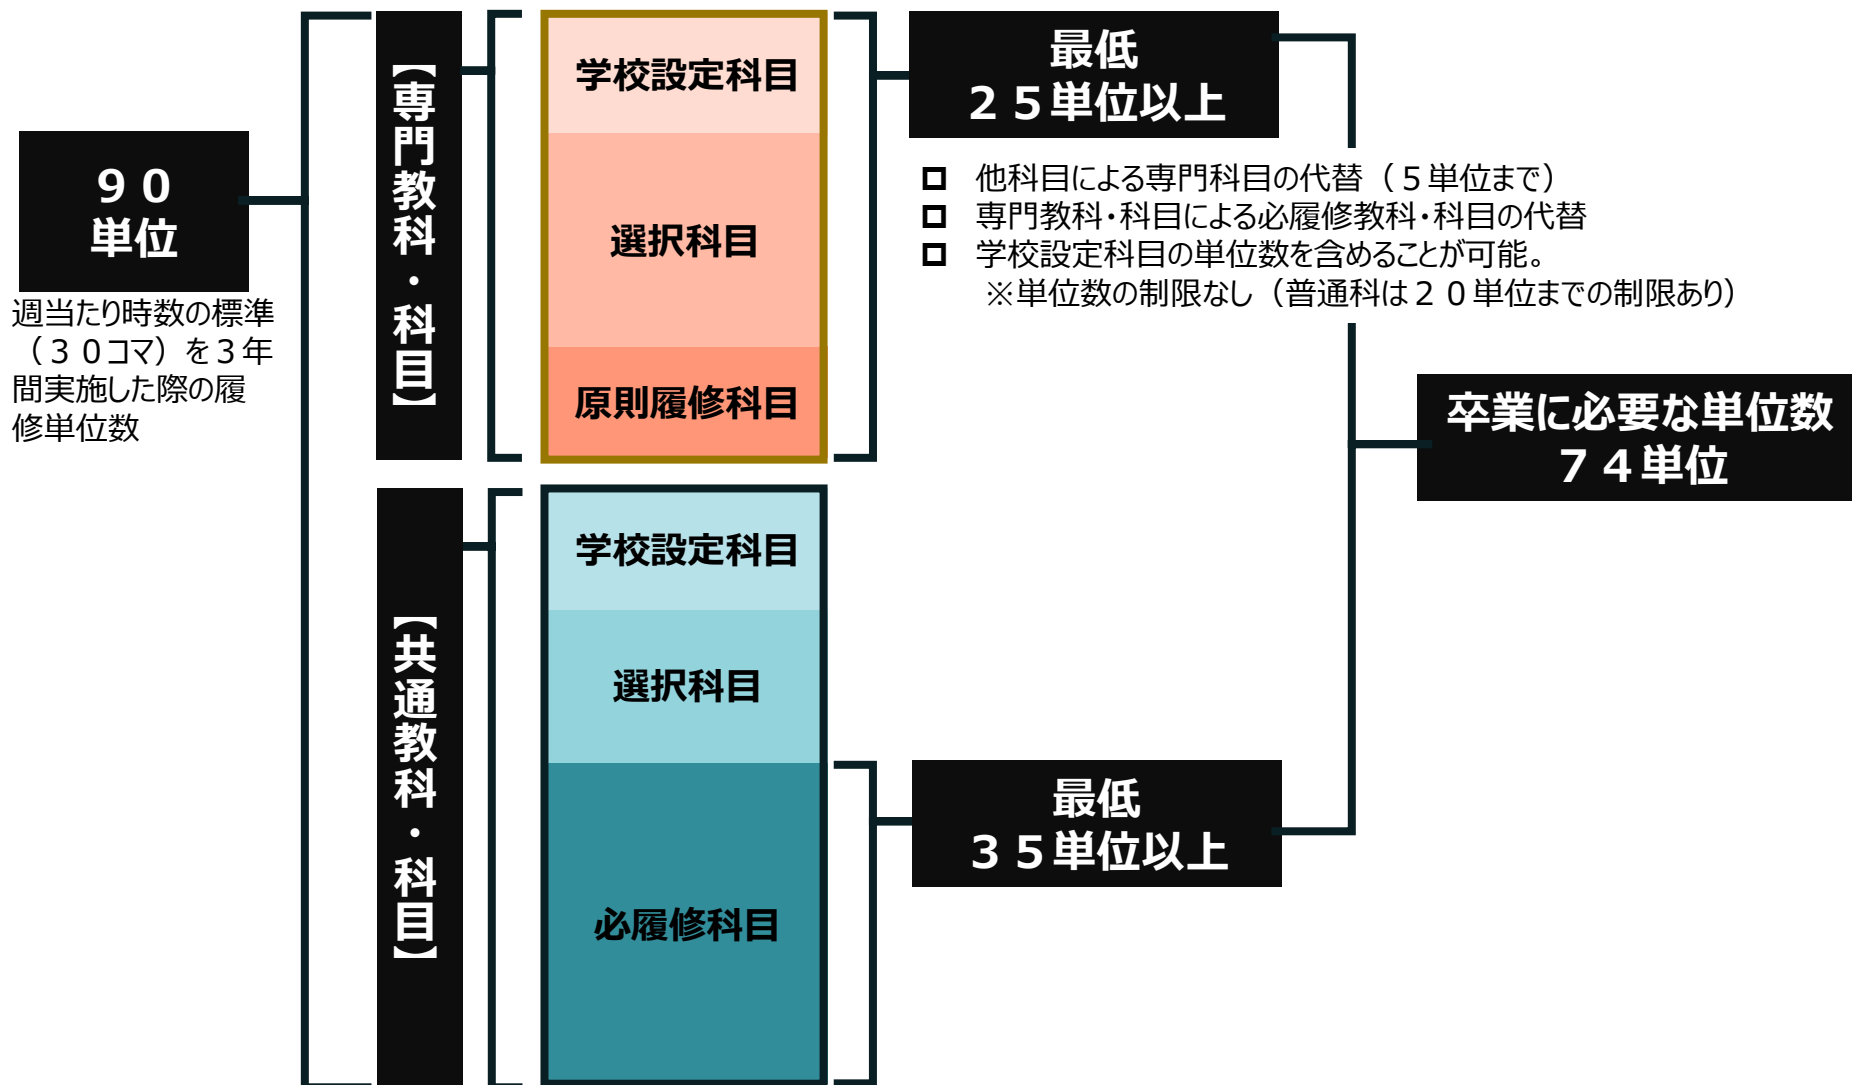 ９０
単位
週当たり時数の標準
（３０コマ）を３年
間実施した際の履
修単位数
【専門教科・科目】
学校設定科目
選択科目
原則履修科目
最低
２５単位以上
他科目による専門科目の代替（５単位まで）
専門教科・科目による必履修教科・科目の代替
学校設定科目の単位数を含めることが可能。
※単位数の制限なし（普通科は２０単位までの制限あり）
卒業に必要な単位数
７４単位
【共通教科・科目】
学校設定科目
選択科目
必履修科目
最低
３５単位以上